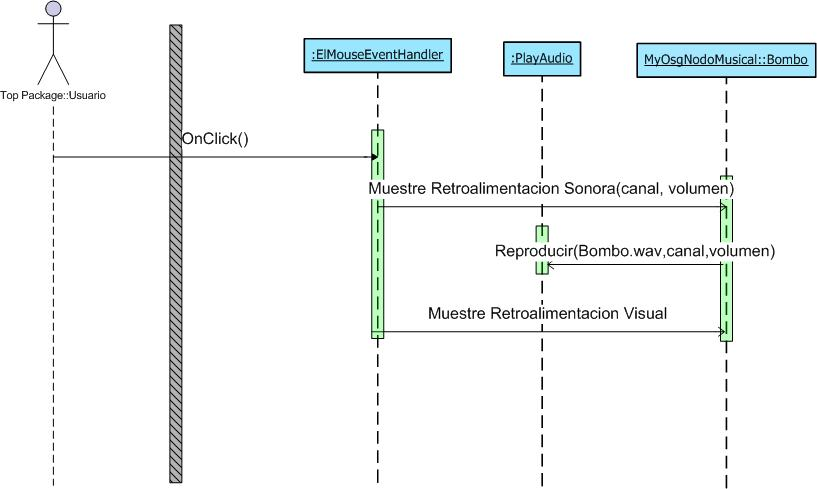 :ElMouseEventHandler
:PlayAudio
MyOsgNodoMusical::Bombo
Top Package::Usuario
OnClick()
Muestre Retroalimentacion Sonora(canal, volumen)
Reproducir(Bombo.wav,canal,volumen)
Muestre Retroalimentacion Visual